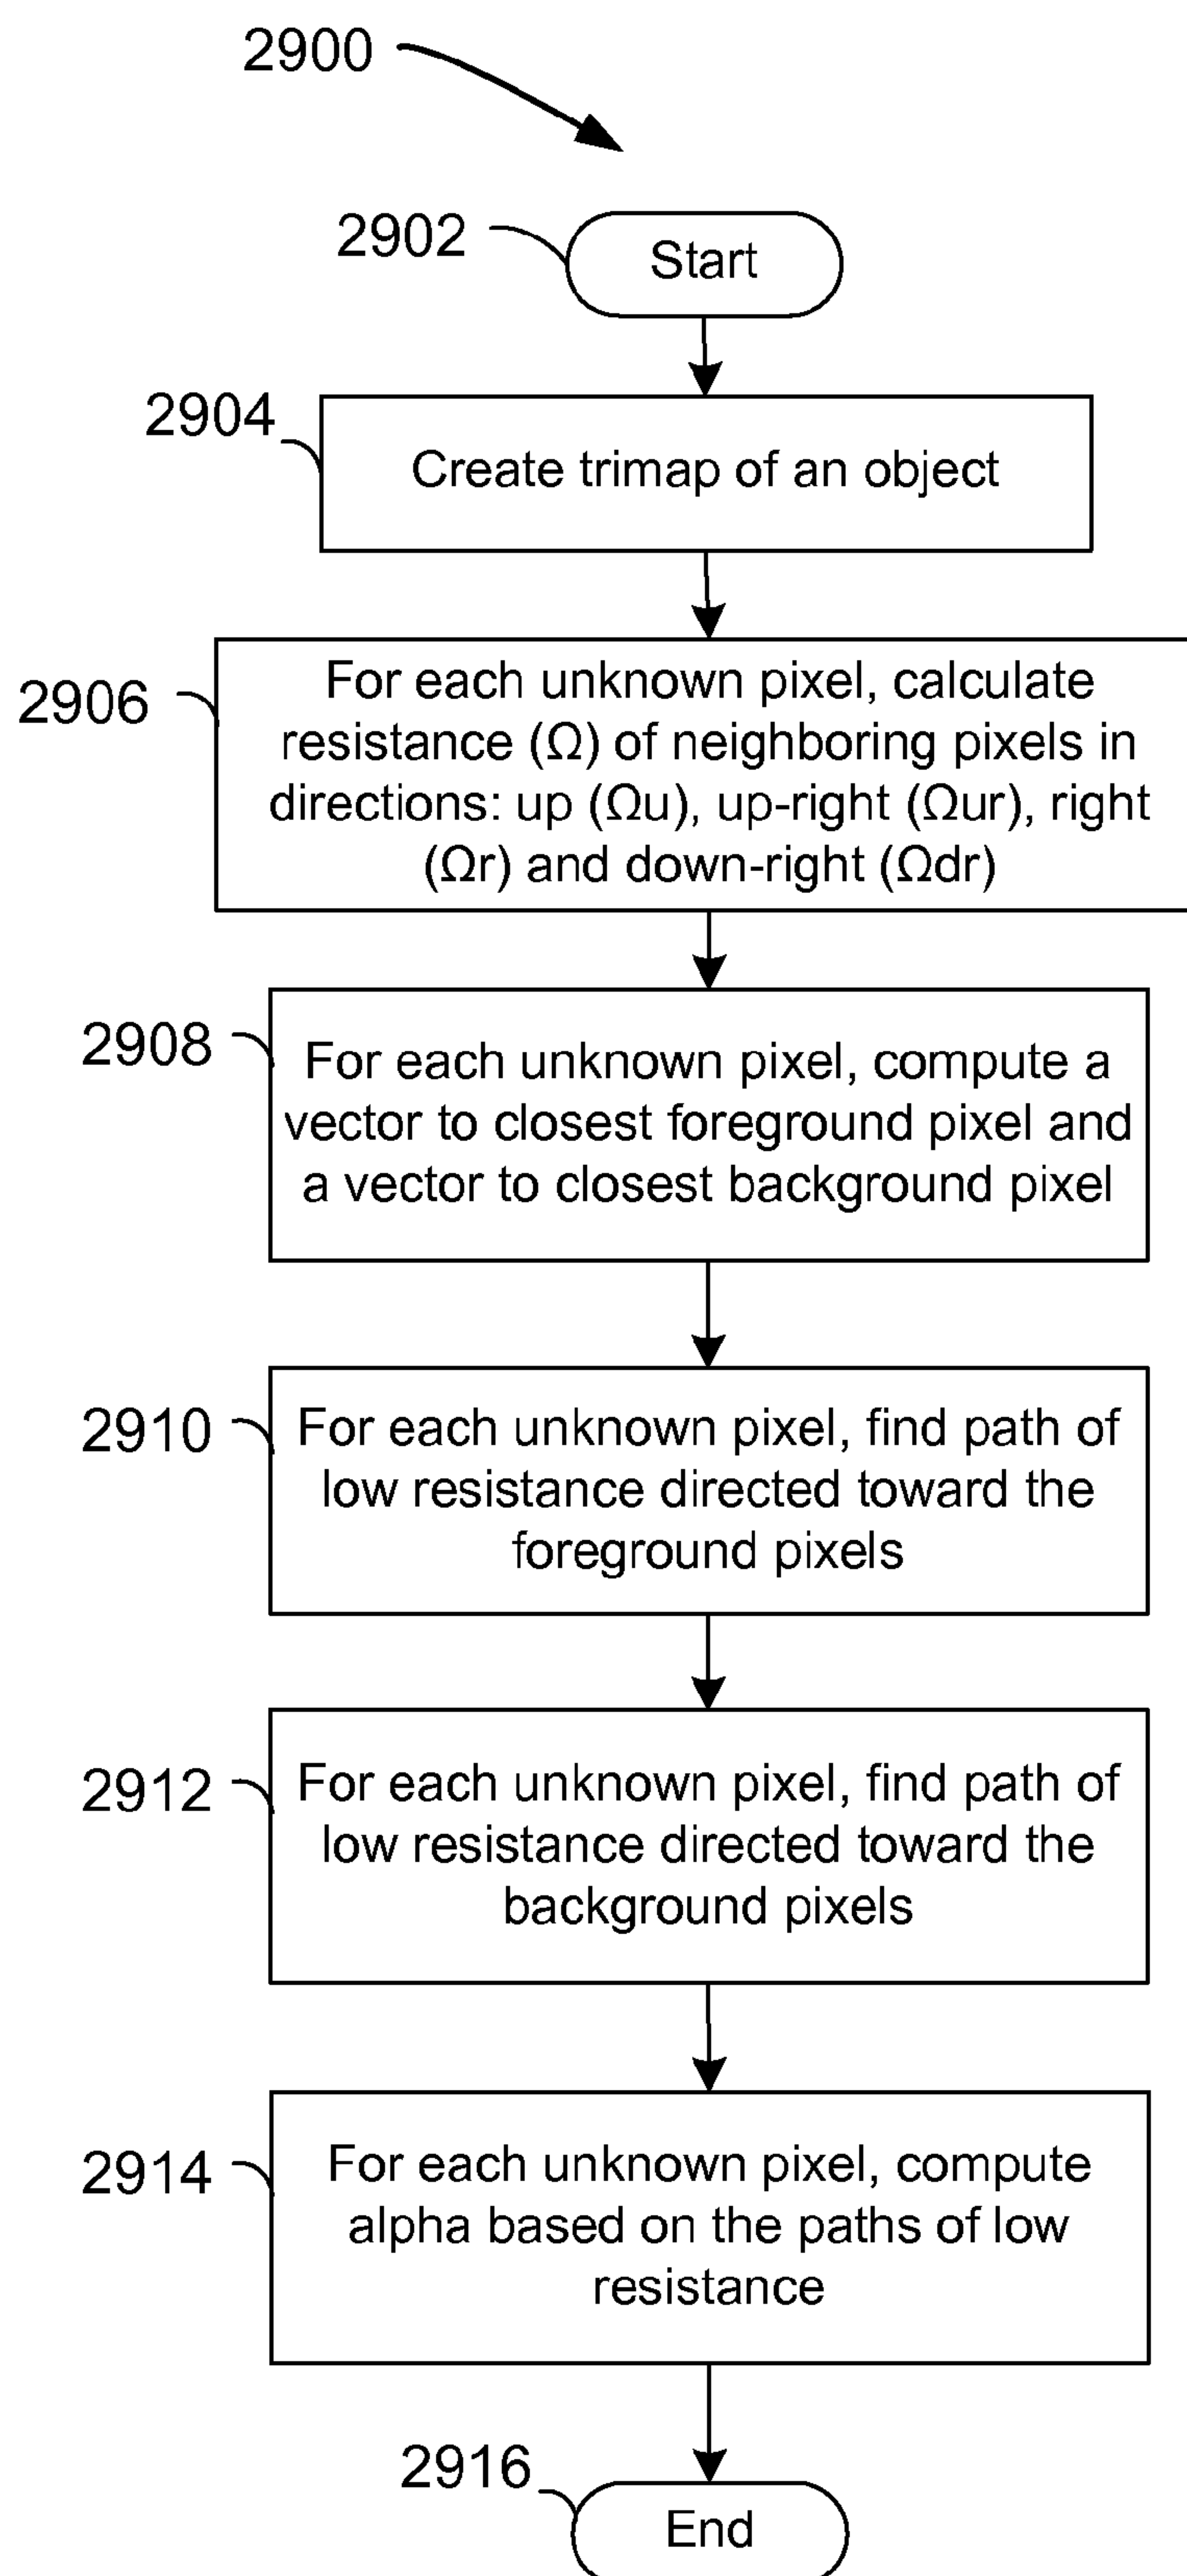 2900
2902
Start
2904
Create trimap of an object
2906
For each unknown pixel, calculate
resistance (Ω) of neighboring pixels in
directions: up (Ωu), up-right (Ωur), right
(Ωr) and down-right (Ωdr)
2908
For each unknown pixel, compute a
vector to closest foreground pixel and
a vector to closest background pixel
2910
For each unknown pixel, find path of
low resistance directed toward the
foreground pixels
2912
For each unknown pixel, find path of
low resistance directed toward the
background pixels
2914
For each unknown pixel, compute
alpha based on the paths of low
resistance
2916
End